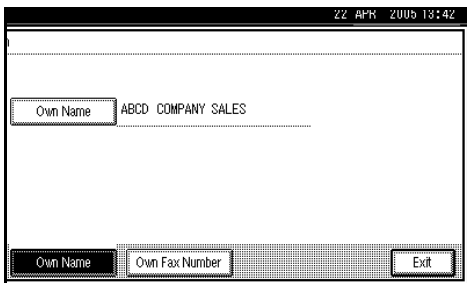 22 APR 2005 13:42
Own Name ABCD COMPANY SALES
Own Name Own Fax Number Exit